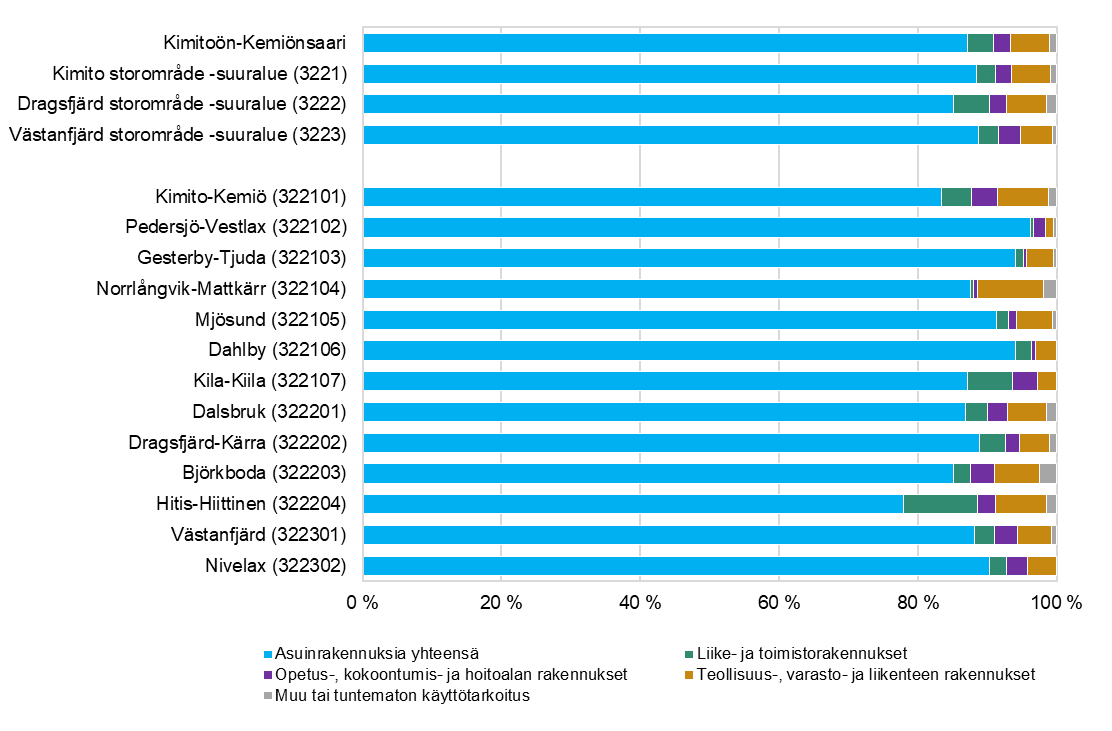 Kimitoön-Kemiönsaari
Kimito storområde -suuralue (3221)
Dragsfjärd storområde -suuralue (3222)
Västanfjärd storområde -suuralue (3223)
Kimito-Kemiö (322101)
Pedersjö-Vestlax (322102)
Gesterby-Tjuda (322103)
Norrlångvik-Mattkärr (322104)
Mjösund (322105)
Dahlby (322106)
Kila-Kiila (322107)
Dalsbruk (322201)
Dragsfjärd-Kärra (322202)
Björkboda (322203)
Hitis-Hiittinen (322204)
Västanfjärd (322301)
Nivelax (322302)
0 % 20 % 40 % 60 % 80 % 100 %
Asuinrakennuksia yhteensä
Liike- ja toimistorakennukset
Opetus-, kokoontumis- ja hoitoalan rakennukset
Teollisuus-, varasto- ja liikenteen rakennukset
Muu tai tuntematon käyttötarkoitus